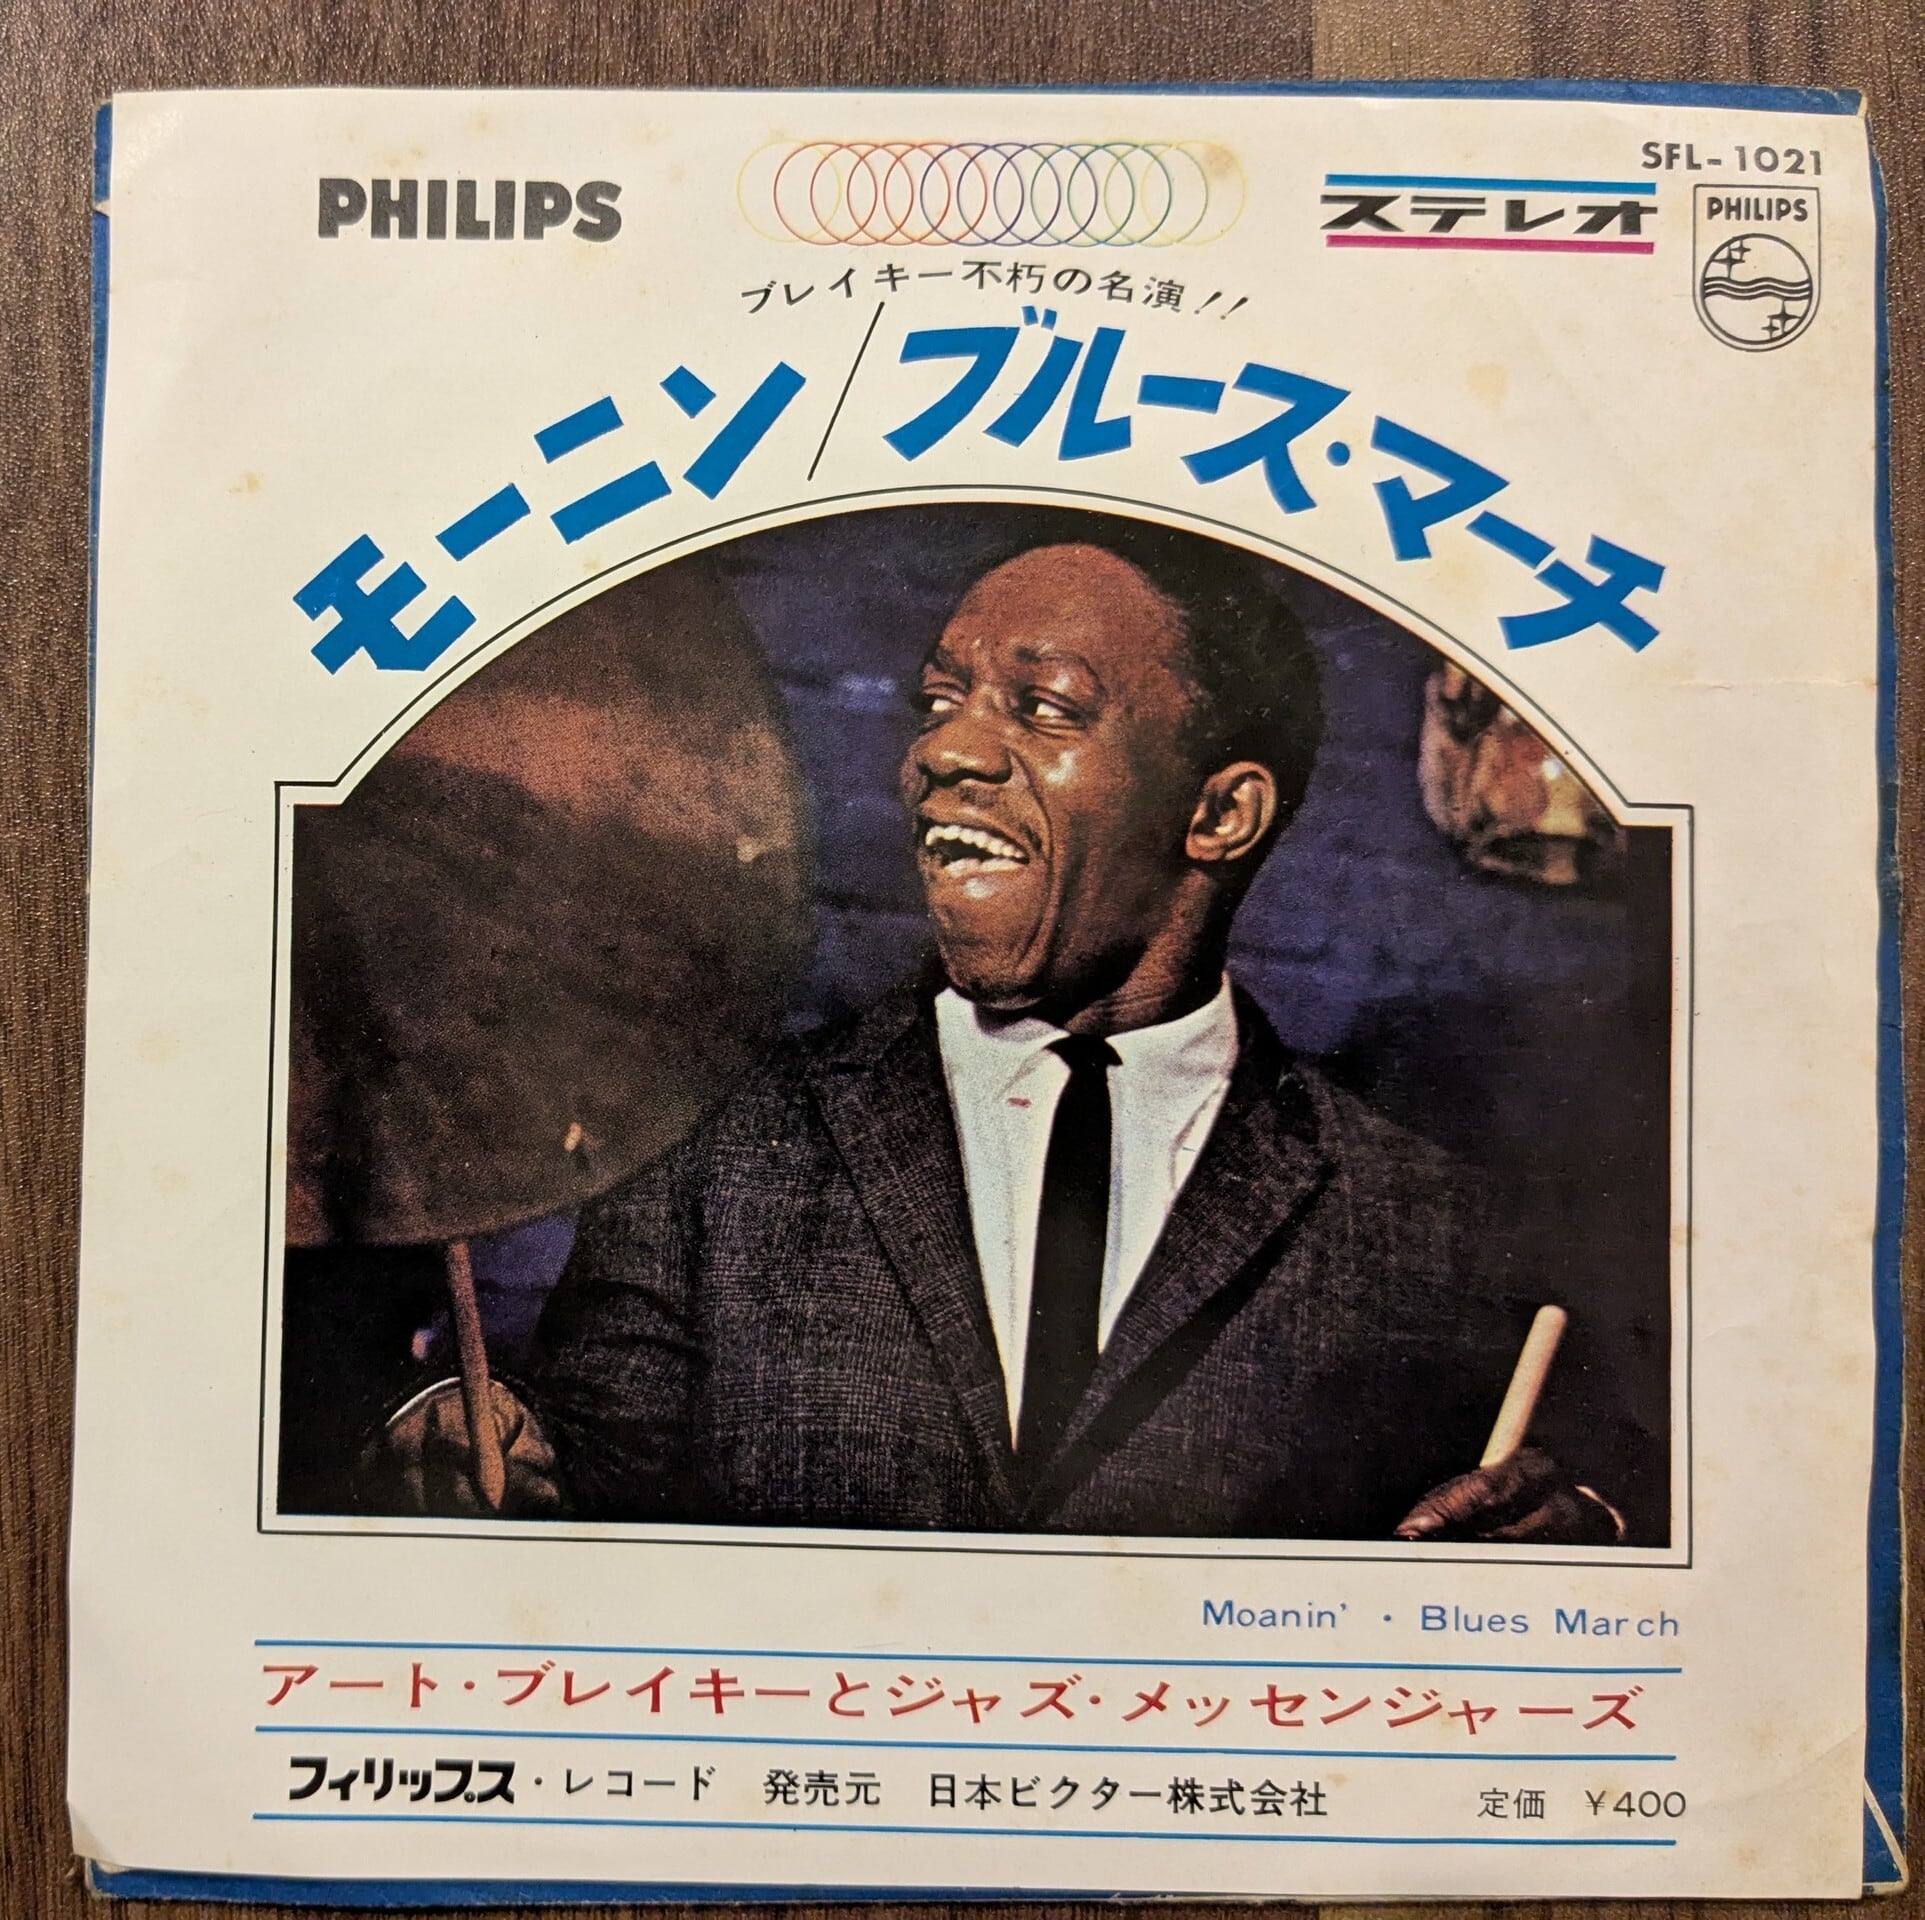 SFL-1021
PHILIPS
ステレオ
PHILIPS
ブレイキー不朽の名演!!
モーニン/ブルース・マーチ
Moanin' · Blues March
アート・ブレイキーとジャズ・メッセンジャーズ
フィリップス・レコード 発売元 日本ビクター株式会社 定価 ¥400